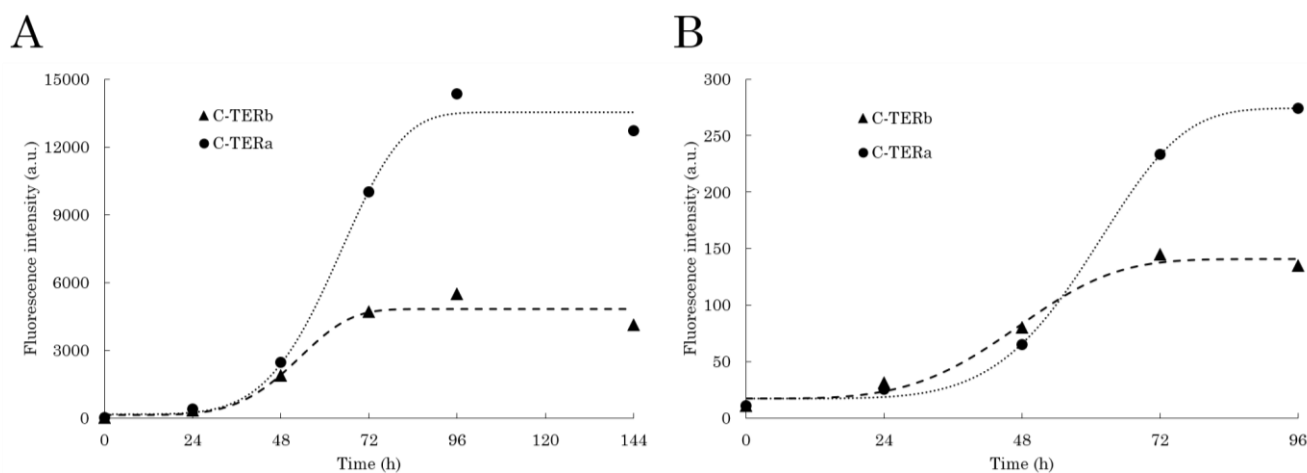 A
Fluorescence intensity (a.u.)
15000
12000
9000
6000
3000
0
C-TERb
C-TERa
0 24 48 72 96 120 144
Time (h)
B
Fluorescence intensity (a.u.)
300
250
200
150
100
50
0
C-TERb
C-TERa
0 24 48 72 96
Time (h)